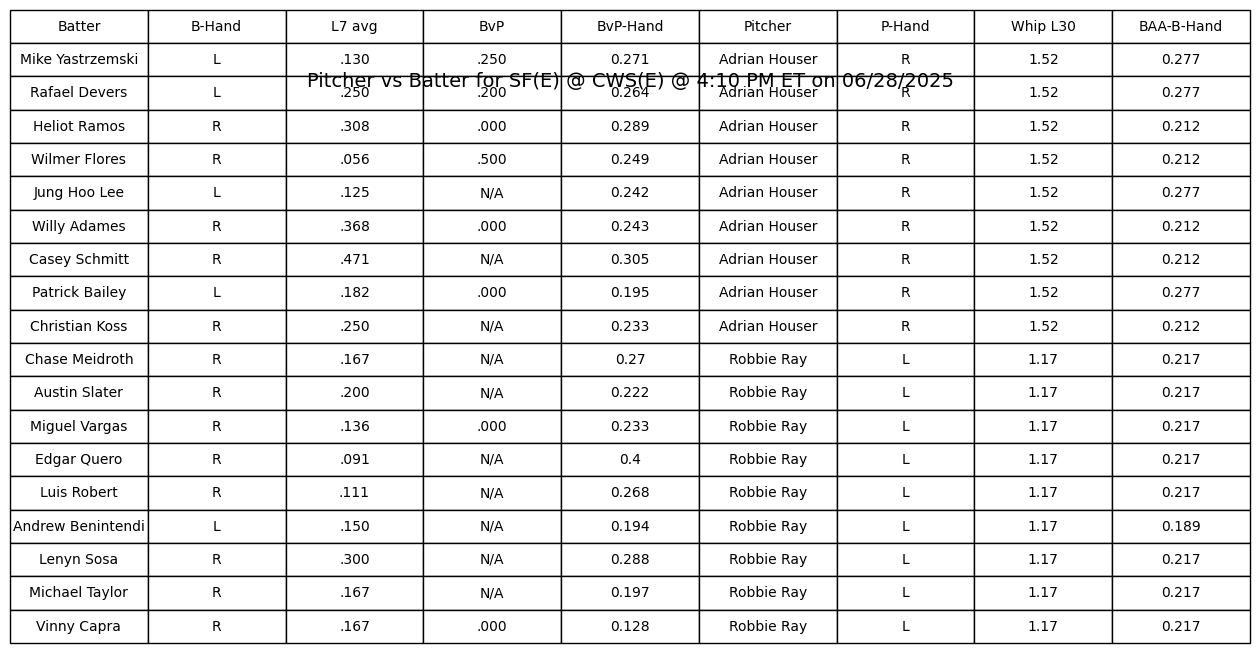 Batter B-Hand L7 avg BvP BvP-Hand Pitcher P-Hand Whip L30 BAA-B-Hand
Mike Yastrzemski L .130 .250 0.271 Adrian Houser R 1.52 0.277
Pitcher vs Batter for SF(E) @ CWS(E) @ 4:10 PM ET on 06/28/2025
Rafael Devers L .250 .200 0.264 Adrian Houser R 1.52 0.277
Heliot Ramos R .308 .000 0.289 Adrian Houser R 1.52 0.212
Wilmer Flores R .056 .500 0.249 Adrian Houser R 1.52 0.212
Jung Hoo Lee L .125 N/A 0.242 Adrian Houser R 1.52 0.277
Willy Adames R .368 .000 0.243 Adrian Houser R 1.52 0.212
Casey Schmitt R .471 N/A 0.305 Adrian Houser R 1.52 0.212
Patrick Bailey L .182 .000 0.195 Adrian Houser R 1.52 0.277
Christian Koss R .250 N/A 0.233 Adrian Houser R 1.52 0.212
Chase Meidroth R .167 N/A 0.27 Robbie Ray L 1.17 0.217
Austin Slater R .200 N/A 0.222 Robbie Ray L 1.17 0.217
Miguel Vargas R .136 .000 0.233 Robbie Ray L 1.17 0.217
Edgar Quero R .091 N/A 0.4 Robbie Ray L 1.17 0.217
Luis Robert R .111 N/A 0.268 Robbie Ray L 1.17 0.217
Andrew Benintendi L .150 N/A 0.194 Robbie Ray L 1.17 0.189
Lenyn Sosa R .300 N/A 0.288 Robbie Ray L 1.17 0.217
Michael Taylor R .167 N/A 0.197 Robbie Ray L 1.17 0.217
Vinny Capra R .167 .000 0.128 Robbie Ray L 1.17 0.217